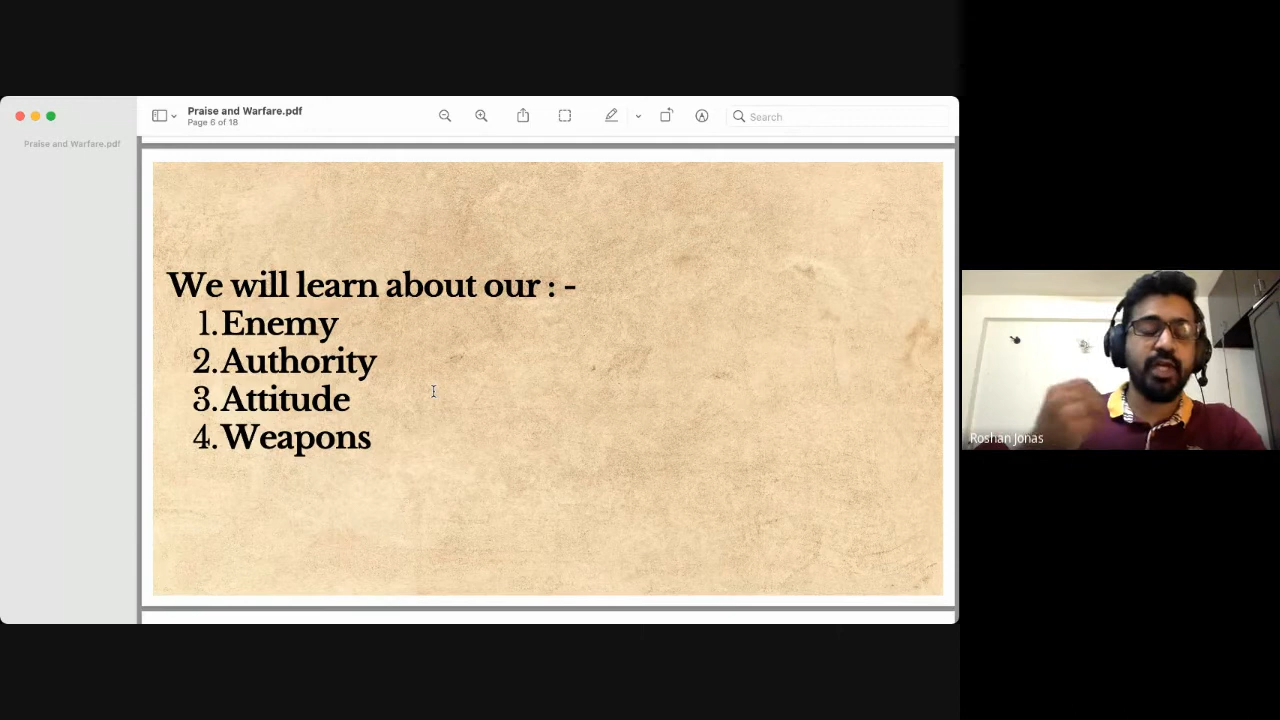 Praise and Warfare.pdf
Page 6 of 18
Search
Praise and Warfare.pdf
We will learn about our : -
1. Enemy
2. Authority
3. Attitude
4. Weapons
Roshan Jonas